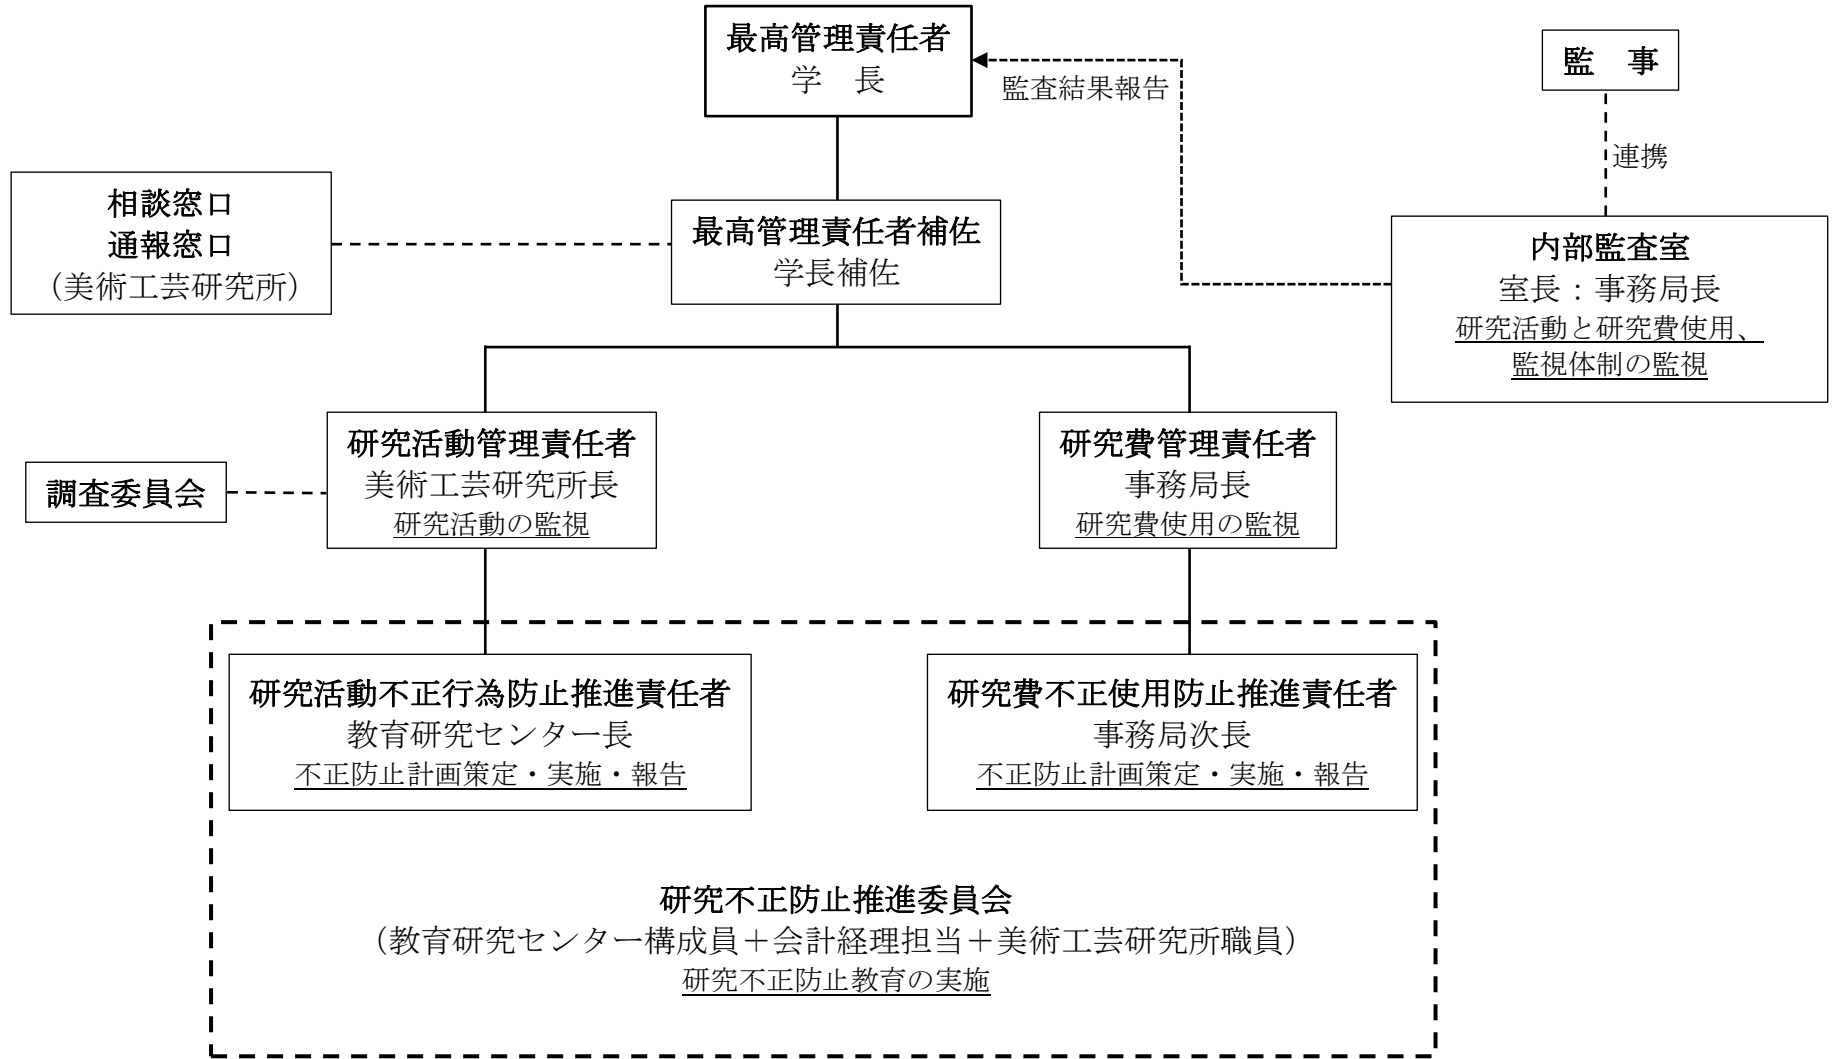 最高管理責任者
学　長
監査結果報告
監　事
連携
相談窓口
通報窓口
（美術工芸研究所）
最高管理責任者補佐
学長補佐
内部監査室
室長：事務局長
研究活動と研究費使用、
監視体制の監視
研究活動管理責任者
美術工芸研究所長
研究活動の監視
研究費管理責任者
事務局長
研究費使用の監視
調査委員会
研究活動不正行為防止推進責任者
教育研究センター長
不正防止計画策定・実施・報告
研究費不正使用防止推進責任者
事務局次長
不正防止計画策定・実施・報告
研究不正防止推進委員会
（教育研究センター構成員＋会計経理担当＋美術工芸研究所職員）
研究不正防止教育の実施